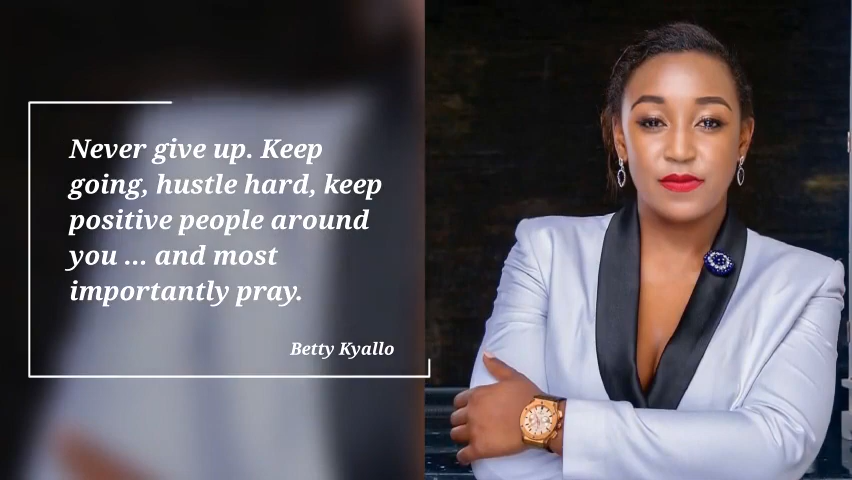 Never give up. Keep
going, hustle hard, keep
positive people around
you ... and most
importantly pray.
Betty Kyallo